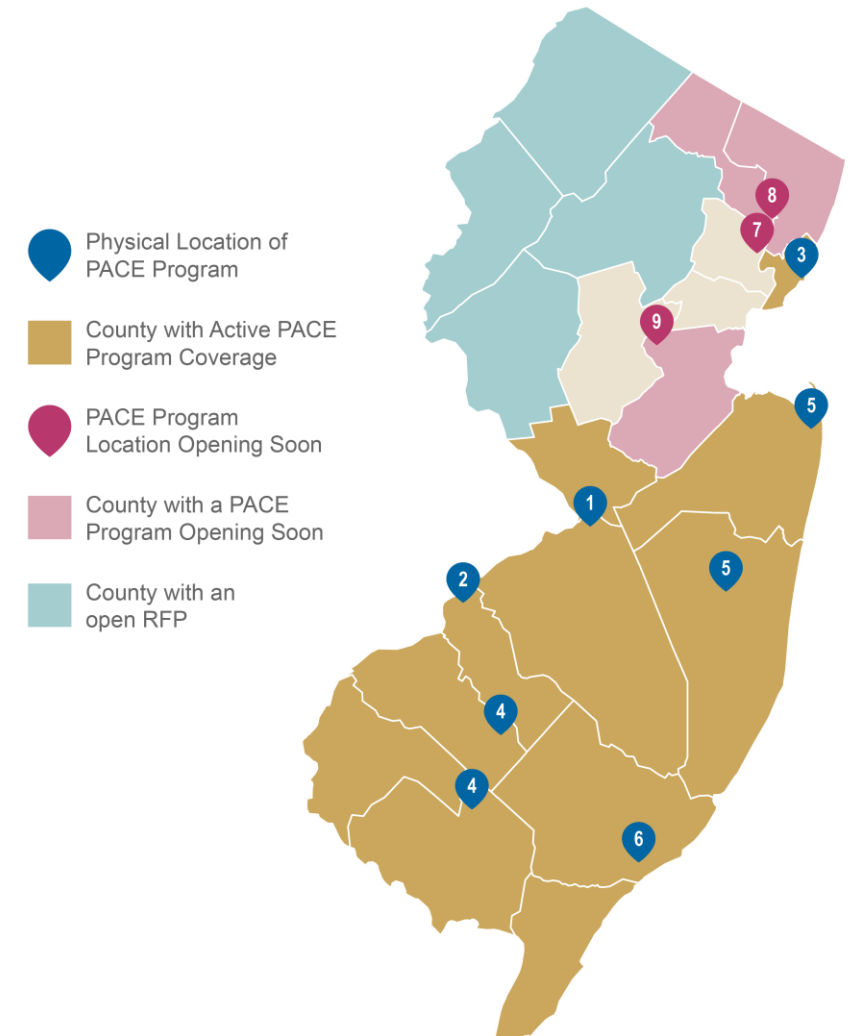 Physical Location of
PACE Program
County with Active PACE
Program Coverage
PACE Program
Location Opening Soon
County with a PACE
Program Opening Soon
County with an
open RFP
8
7
3
9
5
1
5
2
4
4
6